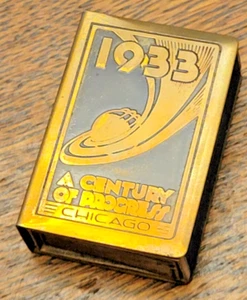 1933
A CENTURY
OF PROGRESS
CHICAGO